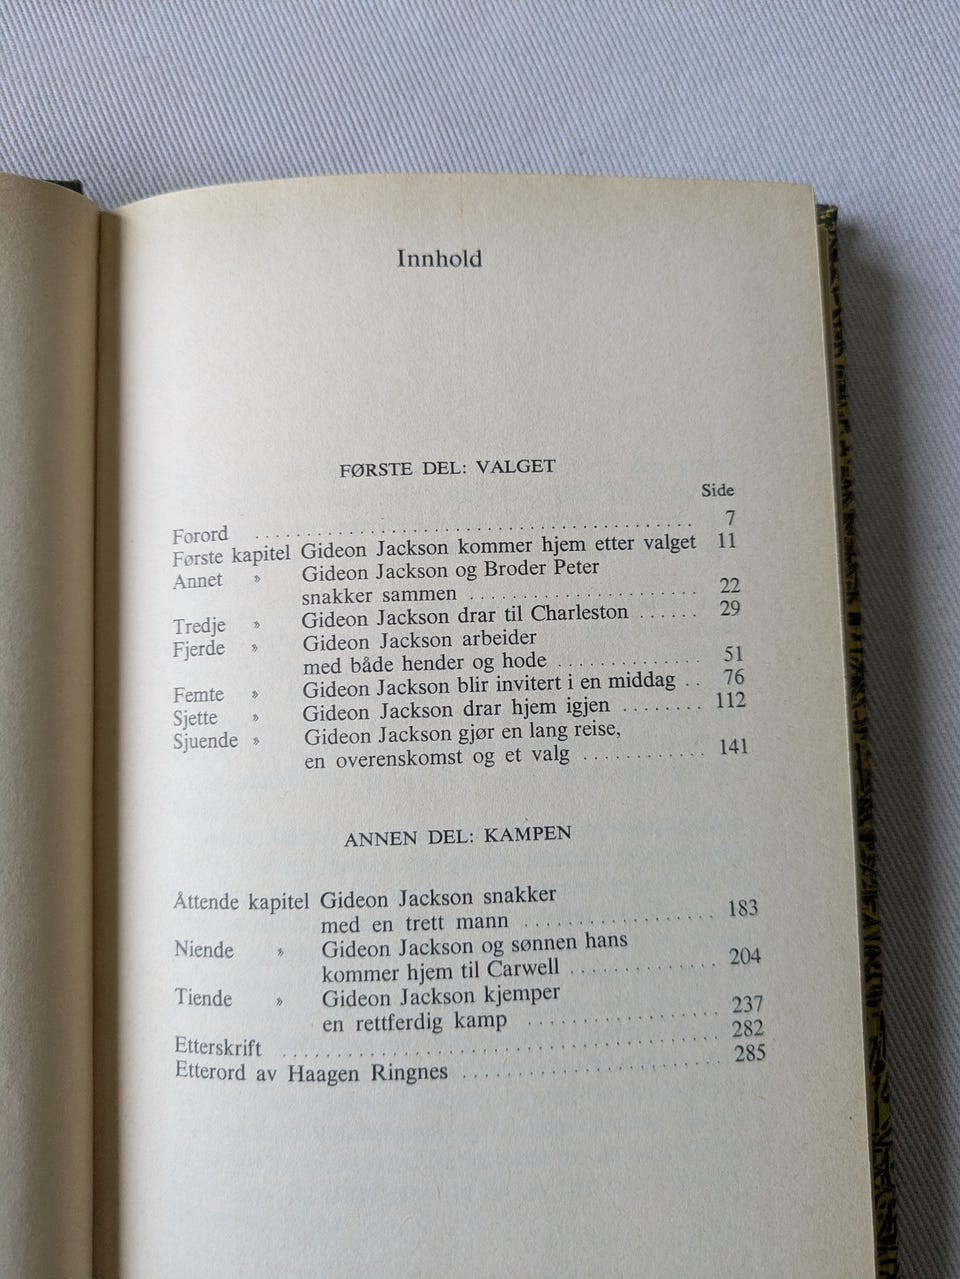 Innhold
FØRSTE DEL: VALGET
Side
Forord . . . . . . . . . . . . . . . . . . . . . . . . . . . . . . . . . . . . . 7
Første kapitel Gideon Jackson kommer hjem etter valget 11
Annet » Gideon Jackson og Broder Peter
snakker sammen . . . . . . . . . . . . . . . . . . . . 22
Tredje » Gideon Jackson drar til Charleston . . . . . . 29
Fjerde » Gideon Jackson arbeider
med både hender og hode . . . . . . . . . . . . . 51
Femte » Gideon Jackson blir invitert i en middag . . 76
Sjette » Gideon Jackson drar hjem igjen . . . . . . . . 112
Sjuende » Gideon Jackson gjør en lang reise,
en overenskomst og et valg . . . . . . . . . . . . 141
ANNEN DEL: KAMPEN
Åttende kapitel Gideon Jackson snakker
med en trett mann . . . . . . . . . . . . . . . . . 183
Niende » Gideon Jackson og sønnen hans
kommer hjem til Carwell . . . . . . . . . . . . . 204
Tiende » Gideon Jackson kjemper
en rettferdig kamp . . . . . . . . . . . . . . . . . 237
Etterskrift . . . . . . . . . . . . . . . . . . . . . . . . . . . . . . . . . . 282
Etterord av Haagen Ringnes . . . . . . . . . . . . . . . . . . . . 285